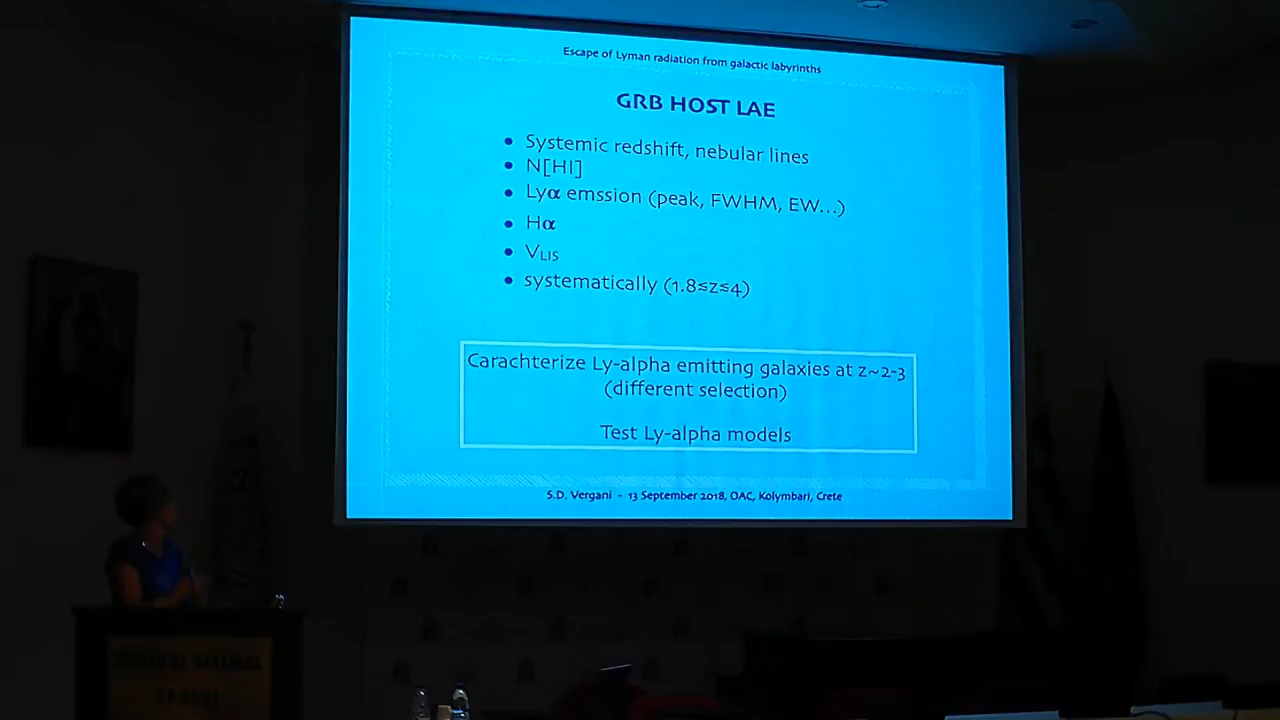 Escape of Lyman radiation from galactic labyrinths
GRB HOST LAE
• Systemic redshift, nebular lines
• N[HI]
• Lyα emssion (peak, FWHM, EW...)
• Hα
• VLIS
• systematically (1.8≤z≤4)
Carachterize Ly-alpha emitting galaxies at z~2-3
(different selection)
Test Ly-alpha models
S.D. Vergani - 13 September 2018, OAC, Kolymbari, Crete